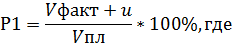 P1 = (Vфакт + u) / Vпл * 100%, где